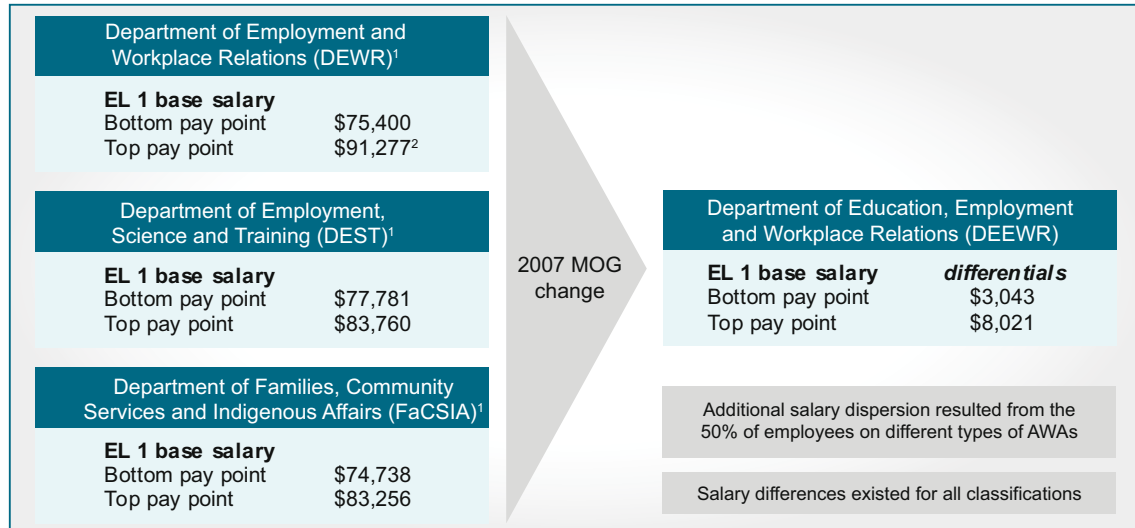 Department of Employment and
Workplace Relations (DEWR)¹
EL 1 base salary
Bottom pay point $75,400
Top pay point $91,277²
Department of Employment,
Science and Training (DEST)¹
EL 1 base salary
Bottom pay point $77,781
Top pay point $83,760
Department of Families, Community
Services and Indigenous Affairs (FaCSIA)¹
EL 1 base salary
Bottom pay point $74,738
Top pay point $83,256
2007 MOG
change
Department of Education, Employment
and Workplace Relations (DEEWR)
EL 1 base salary differentials
Bottom pay point $3,043
Top pay point $8,021
Additional salary dispersion resulted from the
50% of employees on different types of AWAs
Salary differences existed for all classifications